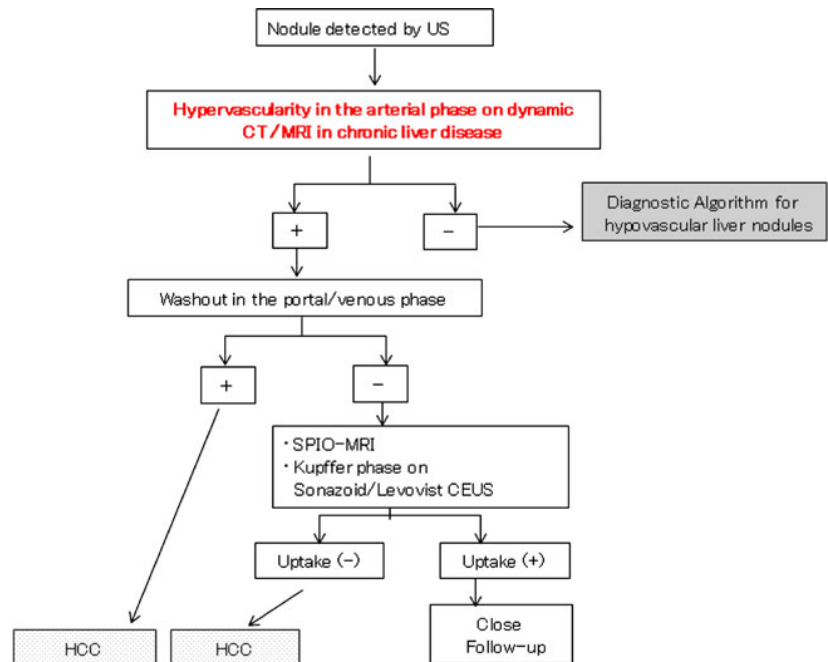 Nodule detected by US
Hypervascularity in the arterial phase on dynamic
CT/MRI in chronic liver disease
+
-
Diagnostic Algorithm for
hypovascular liver nodules
Washout in the portal/venous phase
+
-
・SPIO-MRI
・Kupffer phase on
Sonazoid/Levovist CEUS
Uptake (-)
Uptake (+)
HCC
HCC
Close
Follow-up